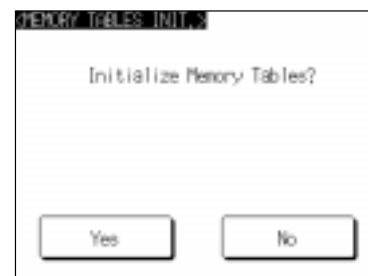 <MEMORY TABLES INIT.>
Initialize Memory Tables?
Yes No